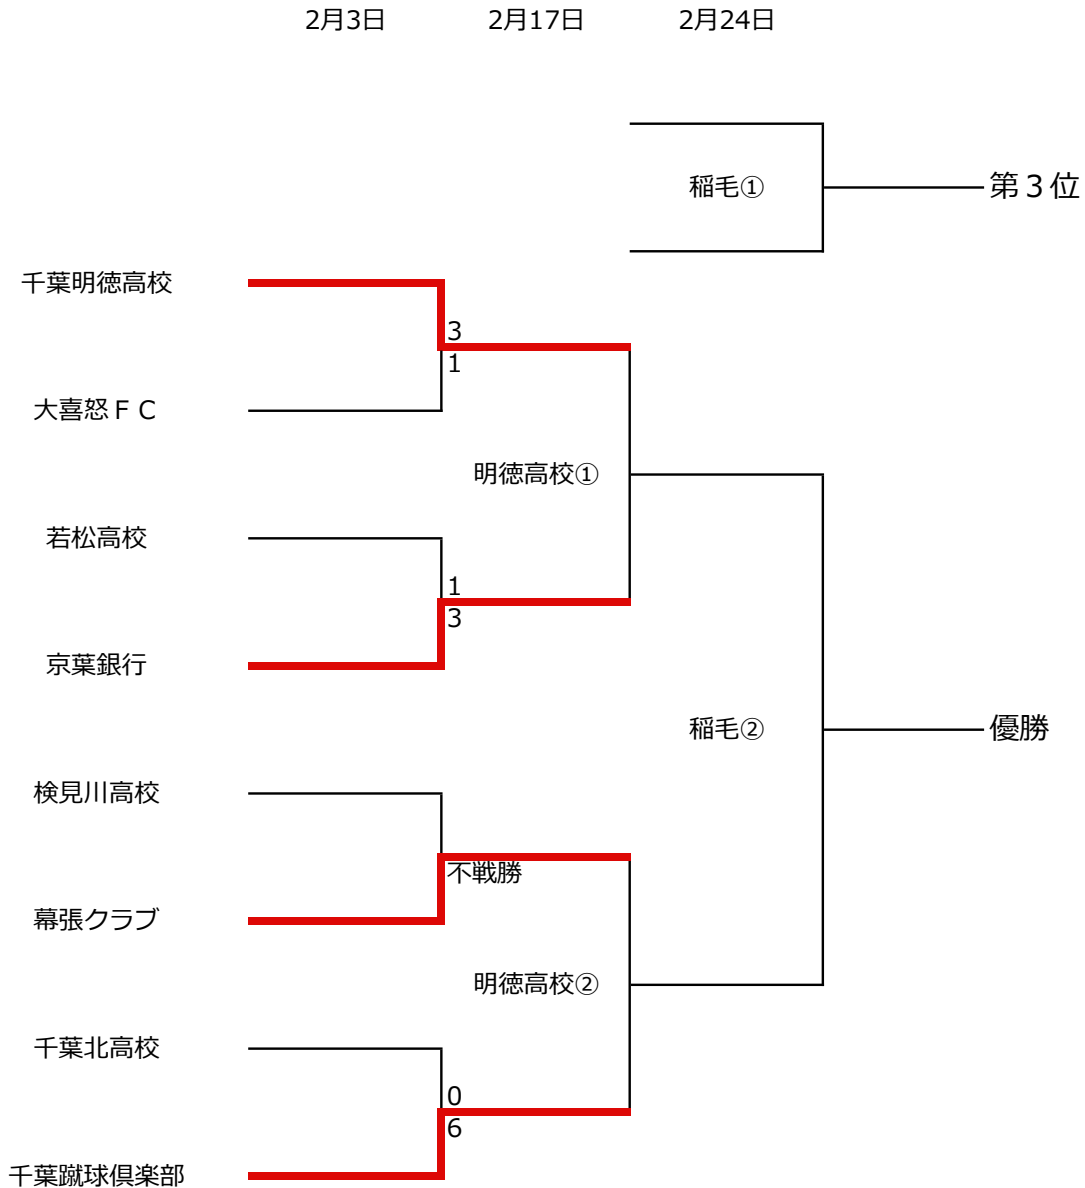 2月3日 2月17日 2月24日
稲毛①
第３位
千葉明徳高校
3
1
大喜怒ＦＣ
明徳高校①
若松高校
1
3
京葉銀行
稲毛②
優勝
検見川高校
不戦勝
幕張クラブ
明徳高校②
千葉北高校
0
6
千葉蹴球倶楽部